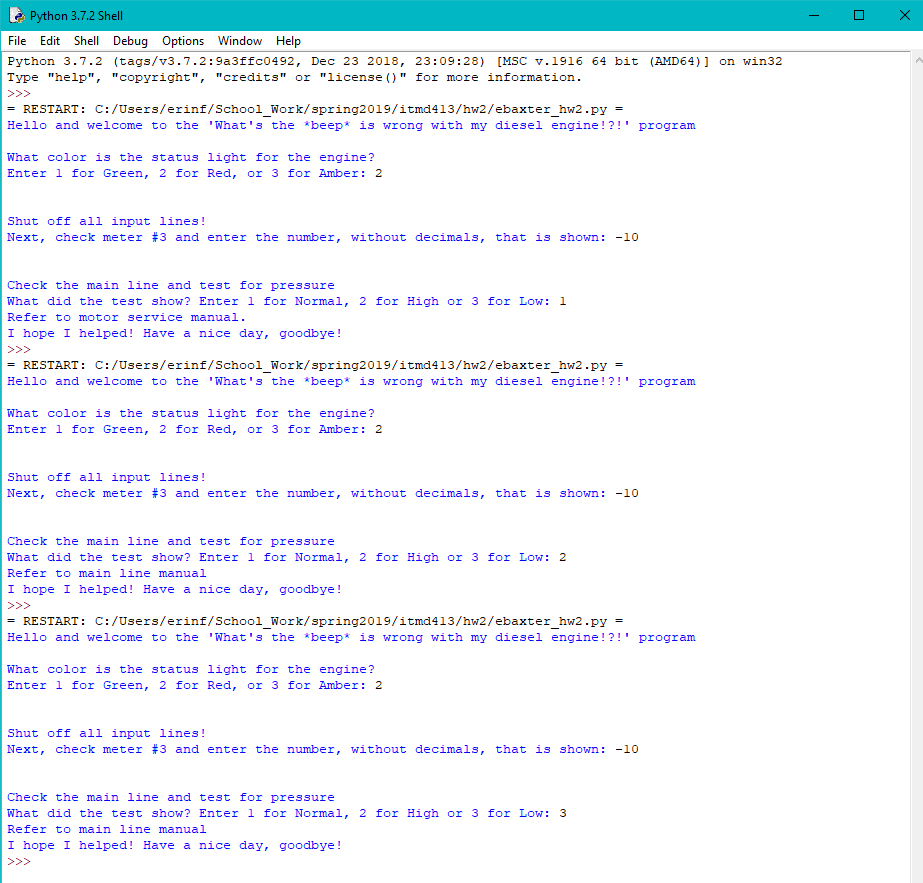 Python 3.7.2 Shell
File Edit Shell Debug Options Window Help
Python 3.7.2 (tags/v3.7.2:9a3ffc0492, Dec 23 2018, 23:09:28) [MSC v.1916 64 bit (AMD64)] on win32
Type "help", "copyright", "credits" or "license()" for more information.
>>>
= RESTART: C:/Users/erinf/School_Work/spring2019/itmd413/hw2/ebaxter_hw2.py =
Hello and welcome to the 'What's the *beep* is wrong with my diesel engine!?!' program
What color is the status light for the engine?
Enter 1 for Green, 2 for Red, or 3 for Amber: 2
Shut off all input lines!
Next, check meter #3 and enter the number, without decimals, that is shown: -10
Check the main line and test for pressure
What did the test show? Enter 1 for Normal, 2 for High or 3 for Low: 1
Refer to motor service manual.
I hope I helped! Have a nice day, goodbye!
>>>
= RESTART: C:/Users/erinf/School_Work/spring2019/itmd413/hw2/ebaxter_hw2.py =
Hello and welcome to the 'What's the *beep* is wrong with my diesel engine!?!' program
What color is the status light for the engine?
Enter 1 for Green, 2 for Red, or 3 for Amber: 2
Shut off all input lines!
Next, check meter #3 and enter the number, without decimals, that is shown: -10
Check the main line and test for pressure
What did the test show? Enter 1 for Normal, 2 for High or 3 for Low: 2
Refer to main line manual
I hope I helped! Have a nice day, goodbye!
>>>
= RESTART: C:/Users/erinf/School_Work/spring2019/itmd413/hw2/ebaxter_hw2.py =
Hello and welcome to the 'What's the *beep* is wrong with my diesel engine!?!' program
What color is the status light for the engine?
Enter 1 for Green, 2 for Red, or 3 for Amber: 2
Shut off all input lines!
Next, check meter #3 and enter the number, without decimals, that is shown: -10
Check the main line and test for pressure
What did the test show? Enter 1 for Normal, 2 for High or 3 for Low: 3
Refer to main line manual
I hope I helped! Have a nice day, goodbye!
>>>